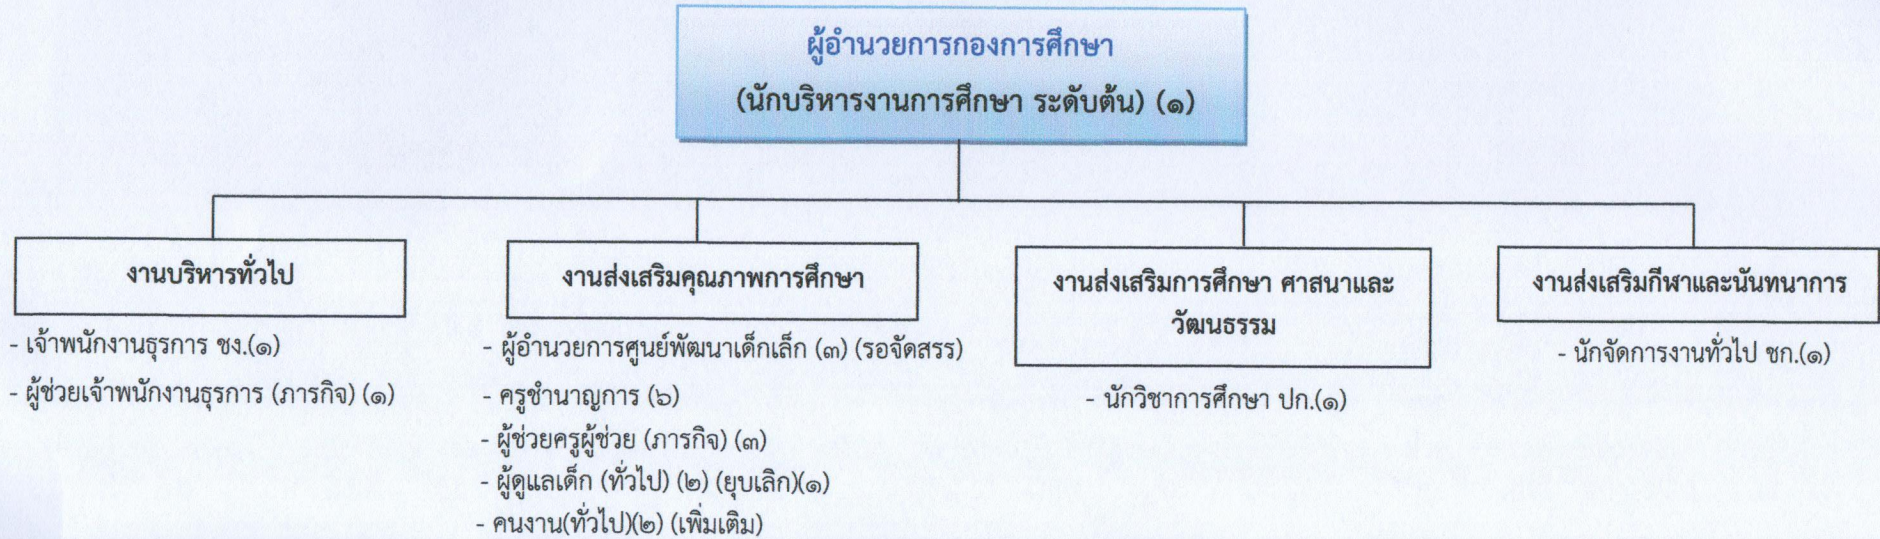 ผู้อำนวยการกองการศึกษา
(นักบริหารงานการศึกษา ระดับต้น) (๑)
งานบริหารทั่วไป
- เจ้าพนักงานธุรการ ชง.(๑)
- ผู้ช่วยเจ้าพนักงานธุรการ (ภารกิจ) (๑)
งานส่งเสริมคุณภาพการศึกษา
- ผู้อำนวยการศูนย์พัฒนาเด็กเล็ก (๓) (รอจัดสรร)
- ครูชำนาญการ (๖)
- ผู้ช่วยครูผู้ช่วย (ภารกิจ) (๓)
- ผู้ดูแลเด็ก (ทั่วไป) (๒) (ยุบเลิก)(๑)
- คนงาน(ทั่วไป)(๒) (เพิ่มเติม)
งานส่งเสริมการศึกษา ศาสนาและ
วัฒนธรรม
- นักวิชาการศึกษา ปก.(๑)
งานส่งเสริมกีฬาและนันทนาการ
- นักจัดการงานทั่วไป ชก.(๑)